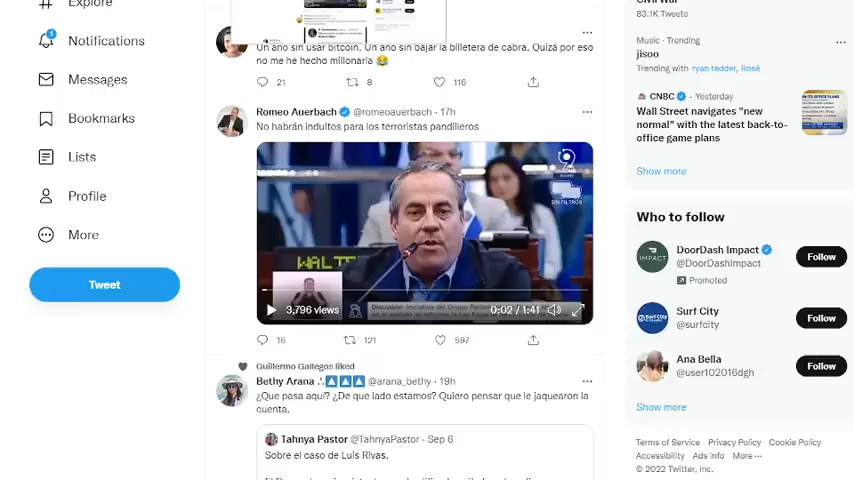 Explore
1
Notifications
Messages
Bookmarks
Lists
Profile
More
Tweet
Un año sin usar bitcoin. Un año sin bajar la billetera de cabra. Quizá por eso
no me he hecho millonaria 😂
21
8
116
Romeo Auerbach @romeoauerbach · 17h
No habrán indultos para los terroristas pandilleros
SIN FILTROS
WALT
3,796 views
0:02 / 1:41
16
121
597
Guillermo Gallegos liked
Bethy Arana @arana_bethy · 19h
¿Que pasa aquí? ¿De que lado estamos? Quiero pensar que le jaquearon la
cuenta.
Tahnya Pastor @TahnyaPastor · Sep 6
Sobre el caso de Luis Rivas.
Civil War
83.1K Tweets
Music · Trending
jisoo
Trending with ryan tedder, Rosé
CNBC · Yesterday
Wall Street navigates "new
normal" with the latest back-to-
office game plans
Show more
Who to follow
IMPACT
DoorDash Impact
@DoorDashImpact
Promoted
Follow
Surf City
@surfcity
Follow
Ana Bella
@user102016dgh
Follow
Show more
Terms of Service Privacy Policy Cookie Policy
Accessibility Ads info More ···
© 2022 Twitter, Inc.